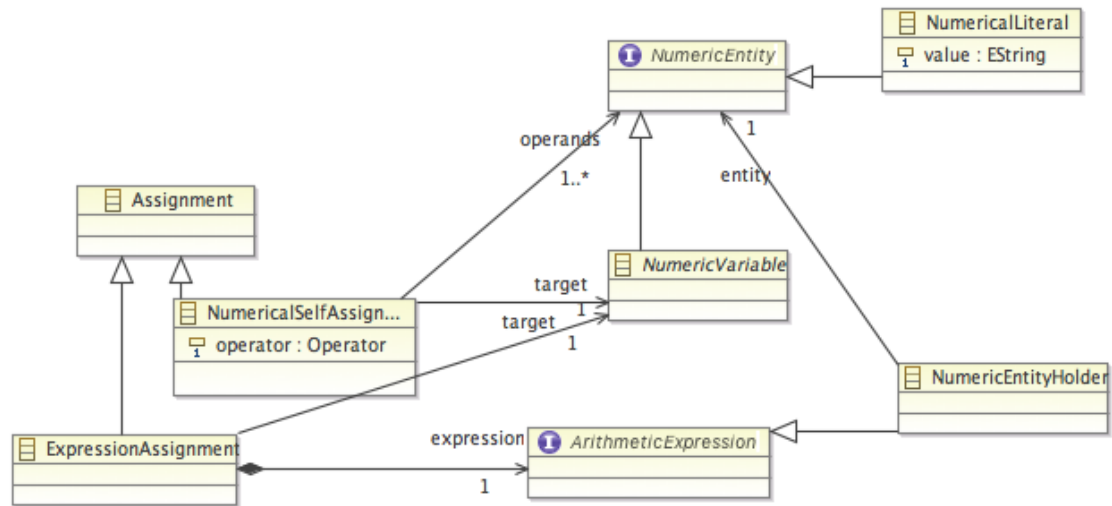 NumericalLiteral
value : EString
I NumericEntity
1
operands
1..*
entity
Assignment
NumericVariable
target
1
NumericalSelfAssign...
operator : Operator
target
1
NumericEntityHolder
ExpressionAssignment
expression
1
I ArithmeticExpression